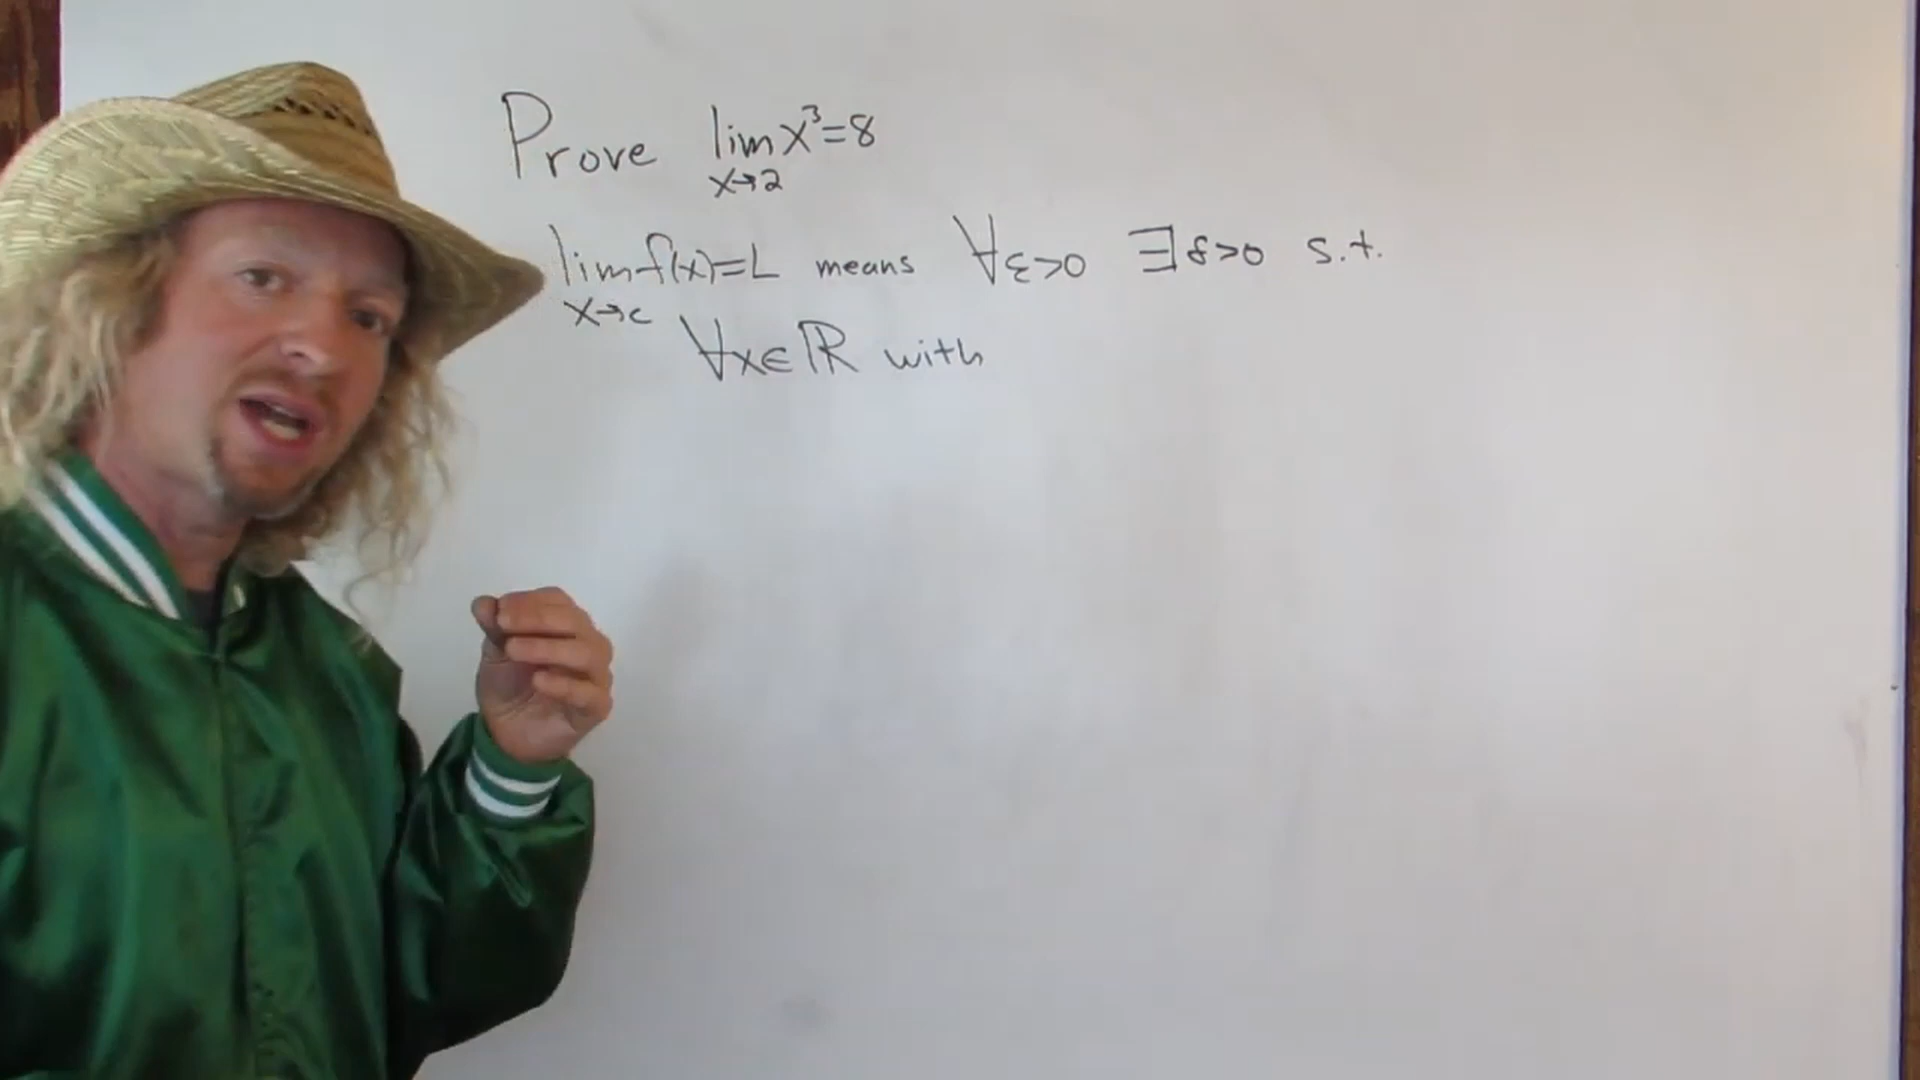 Prove lim x³=8
x→2
lim f(x)=L means ∀ε>0 ∃δ>0 s.t.
x→c
∀x∈ℝ with